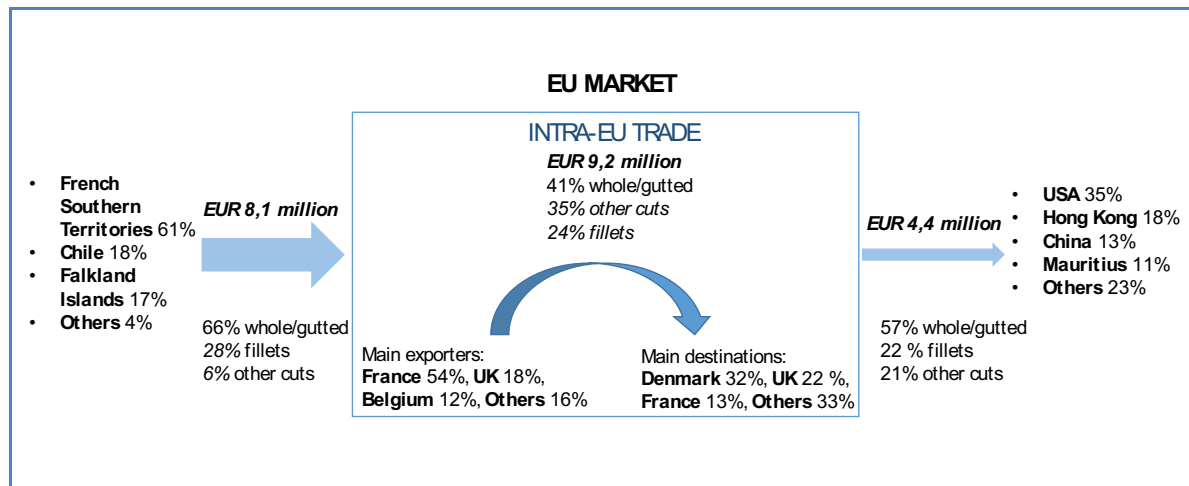 EU MARKET
INTRA-EU TRADE
EUR 9,2 million
41% whole/gutted
35% other cuts
24% fillets
• French
Southern
Territories 61%
• Chile 18%
• Falkland
Islands 17%
• Others 4%
EUR 8,1 million
66% whole/gutted
28% fillets
6% other cuts
Main exporters:
France 54%, UK 18%,
Belgium 12%, Others 16%
Main destinations:
Denmark 32%, UK 22 %,
France 13%, Others 33%
EUR 4,4 million
57% whole/gutted
22 % fillets
21% other cuts
• USA 35%
• Hong Kong 18%
• China 13%
• Mauritius 11%
• Others 23%